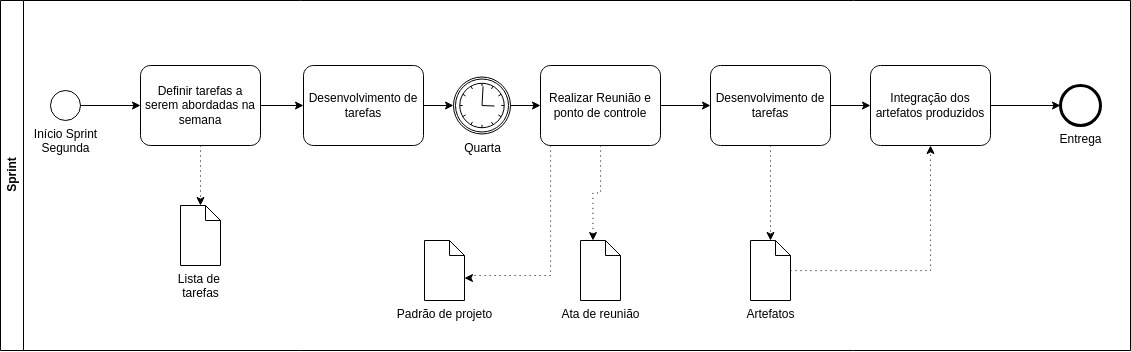 Sprint
Início Sprint
Segunda
Definir tarefas a
serem abordadas na
semana
Desenvolvimento de
tarefas
Quarta
Realizar Reunião e
ponto de controle
Desenvolvimento de
tarefas
Integração dos
artefatos produzidos
Entrega
Lista de
tarefas
Padrão de projeto
Ata de reunião
Artefatos